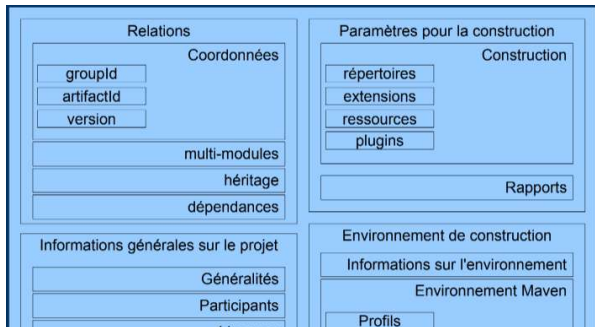 Relations
Coordonnées
groupId
artifactId
version
multi-modules
héritage
dépendances
Paramètres pour la construction
Construction
répertoires
extensions
ressources
plugins
Rapports
Informations générales sur le projet
Généralités
Participants
Environnement de construction
Informations sur l'environnement
Environnement Maven
Profils